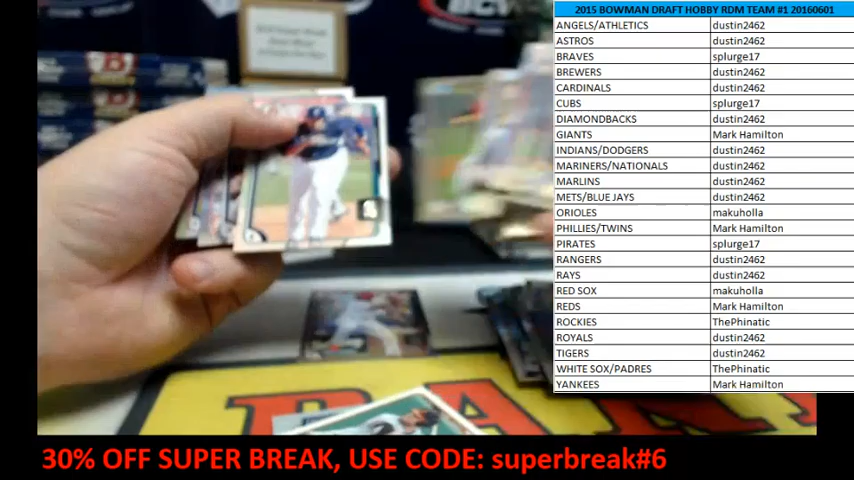 2015 BOWMAN DRAFT HOBBY RDM TEAM #1 20160601
ANGELS/ATHLETICS dustin2462
ASTROS dustin2462
BRAVES splurge17
BREWERS dustin2462
CARDINALS dustin2462
CUBS splurge17
DIAMONDBACKS dustin2462
GIANTS Mark Hamilton
INDIANS/DODGERS dustin2462
MARINERS/NATIONALS dustin2462
MARLINS dustin2462
METS/BLUE JAYS dustin2462
ORIOLES makuholla
PHILLIES/TWINS Mark Hamilton
PIRATES splurge17
RANGERS dustin2462
RAYS dustin2462
RED SOX makuholla
REDS Mark Hamilton
ROCKIES ThePhinatic
ROYALS dustin2462
TIGERS dustin2462
WHITE SOX/PADRES ThePhinatic
YANKEES Mark Hamilton
30% OFF SUPER BREAK, USE CODE: superbreak#6